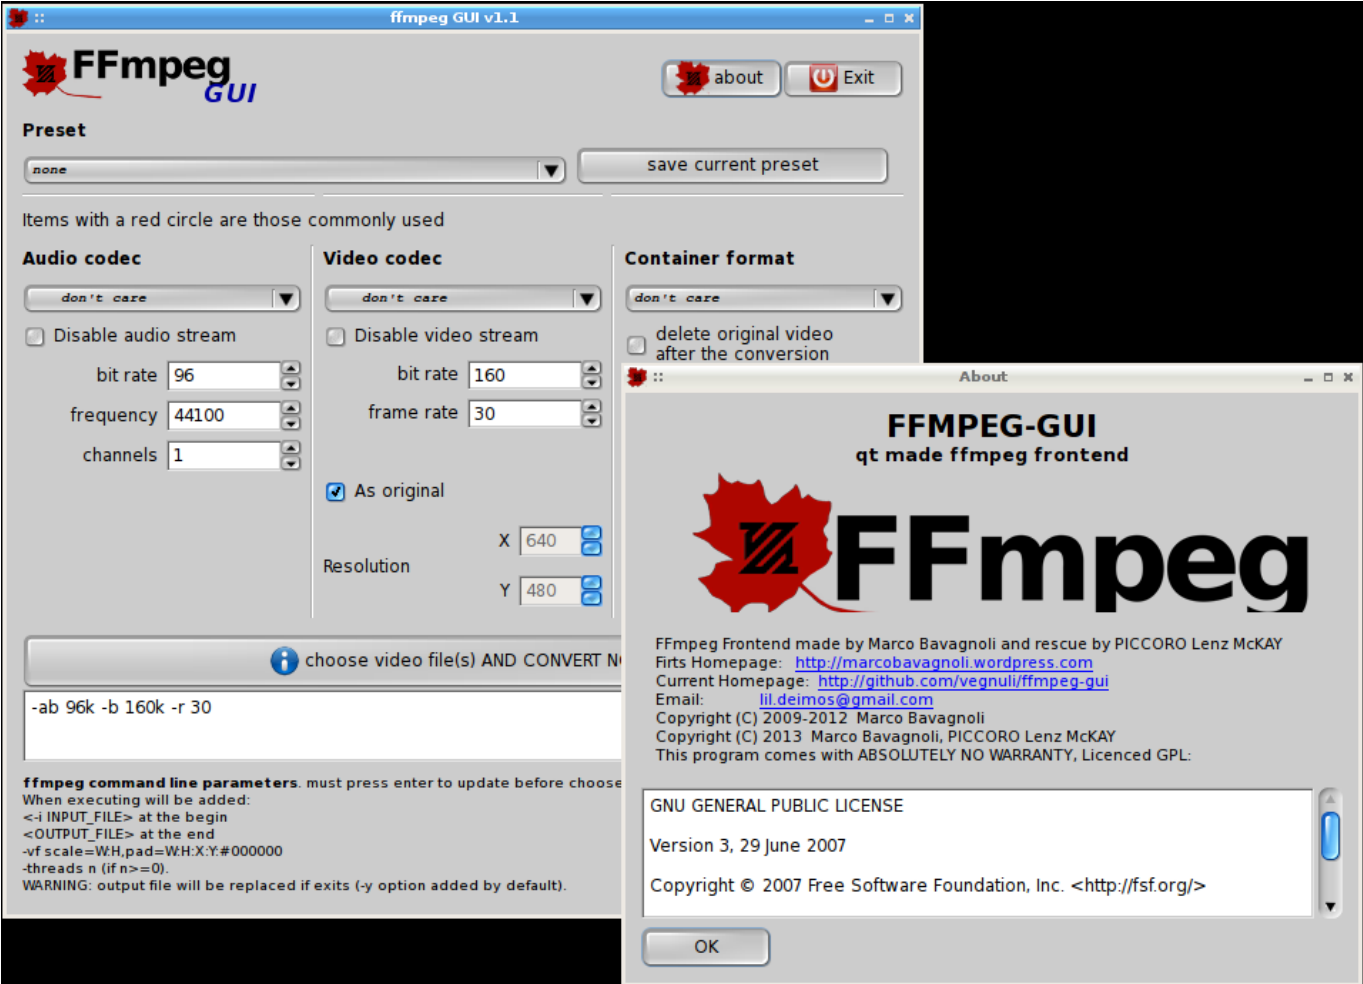 ffmpeg GUI v1.1
FFmpeg
GUI
about
Exit
Preset
none
save current preset
Items with a red circle are those commonly used
Audio codec
Video codec
Container format
don't care
don't care
don't care
Disable audio stream
Disable video stream
delete original video
after the conversion
bit rate 96
bit rate 160
frequency 44100
frame rate 30
channels 1
As original
X 640
Resolution
Y 480
choose video file(s) AND CONVERT
-ab 96k -b 160k -r 30
ffmpeg command line parameters. must press enter to update before choose
When executing will be added:
<-i INPUT_FILE> at the begin
<OUTPUT_FILE> at the end
-vf scale=W:H,pad=W:H:X:Y:#000000
-threads n (if n>=0).
WARNING: output file will be replaced if exits (-y option added by default).
About
FFMPEG-GUI
qt made ffmpeg frontend
FFmpeg
FFmpeg Frontend made by Marco Bavagnoli and rescue by PICCORO Lenz McKAY
Firts Homepage: http://marcobavagnoli.wordpress.com
Current Homepage: http://github.com/vegnuli/ffmpeg-gui
Email: lil.deimos@gmail.com
Copyright (C) 2009-2012 Marco Bavagnoli
Copyright (C) 2013 Marco Bavagnoli, PICCORO Lenz McKAY
This program comes with ABSOLUTELY NO WARRANTY, Licenced GPL:
GNU GENERAL PUBLIC LICENSE
Version 3, 29 June 2007
Copyright © 2007 Free Software Foundation, Inc. <http://fsf.org/>
OK